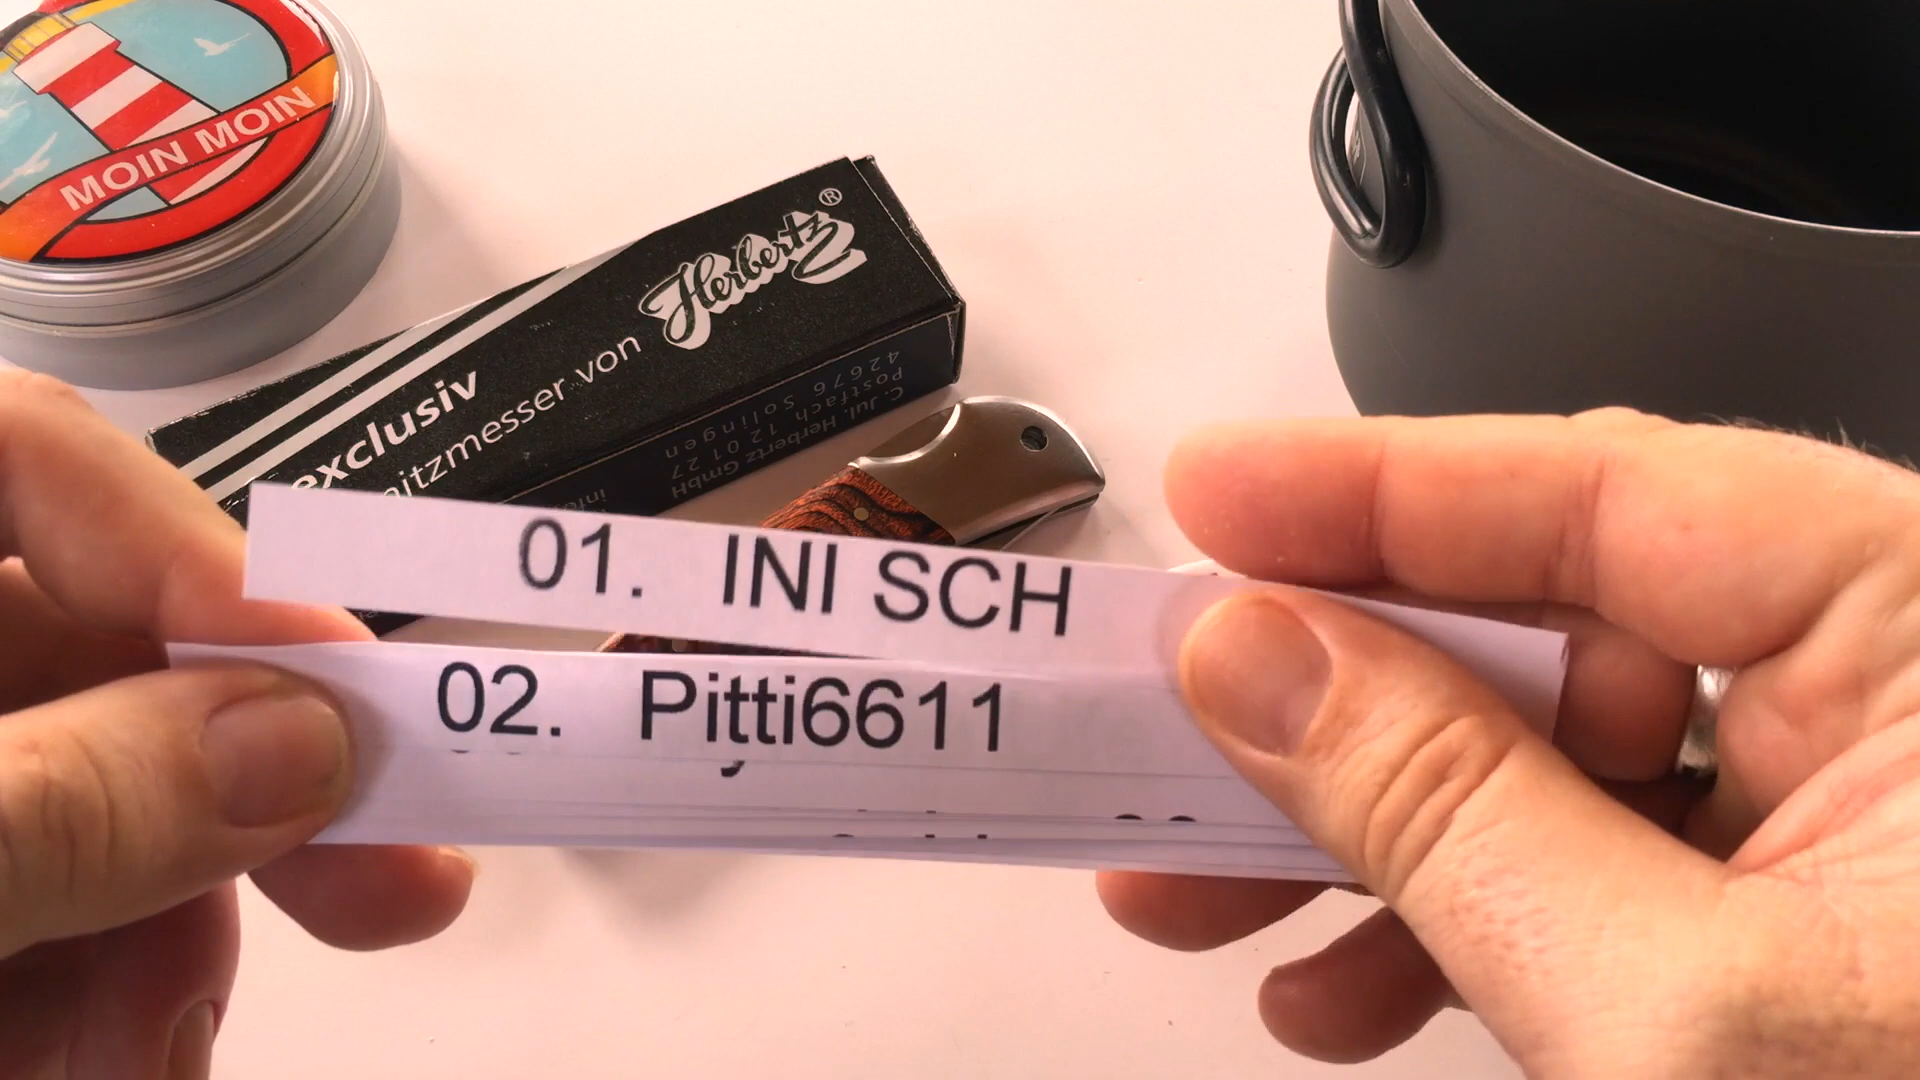 MOIN MOIN
Herbertz®
exclusiv
von
C. Jul. Herbertz GmbH
Postfach 12 01 27
42676 Solingen
01. INI SCH
02. Pitti6611